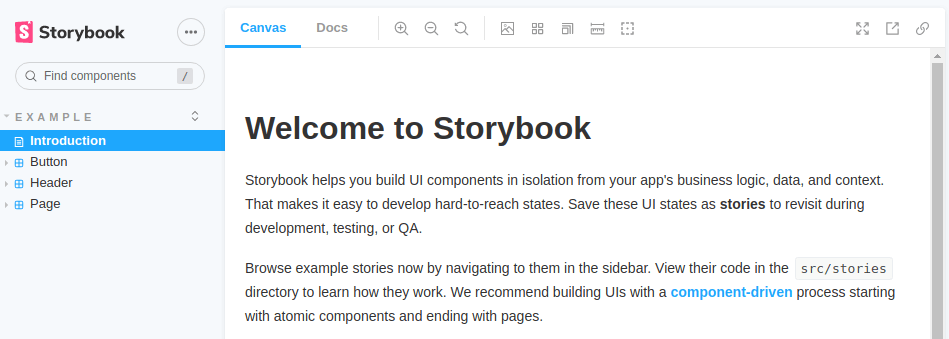 Storybook
Find components
/
EXAMPLE
Introduction
Button
Header
Page
Canvas
Docs
Welcome to Storybook
Storybook helps you build UI components in isolation from your app's business logic, data, and context.
That makes it easy to develop hard-to-reach states. Save these UI states as stories to revisit during
development, testing, or QA.
Browse example stories now by navigating to them in the sidebar. View their code in the src/stories
directory to learn how they work. We recommend building UIs with a component-driven process starting
with atomic components and ending with pages.